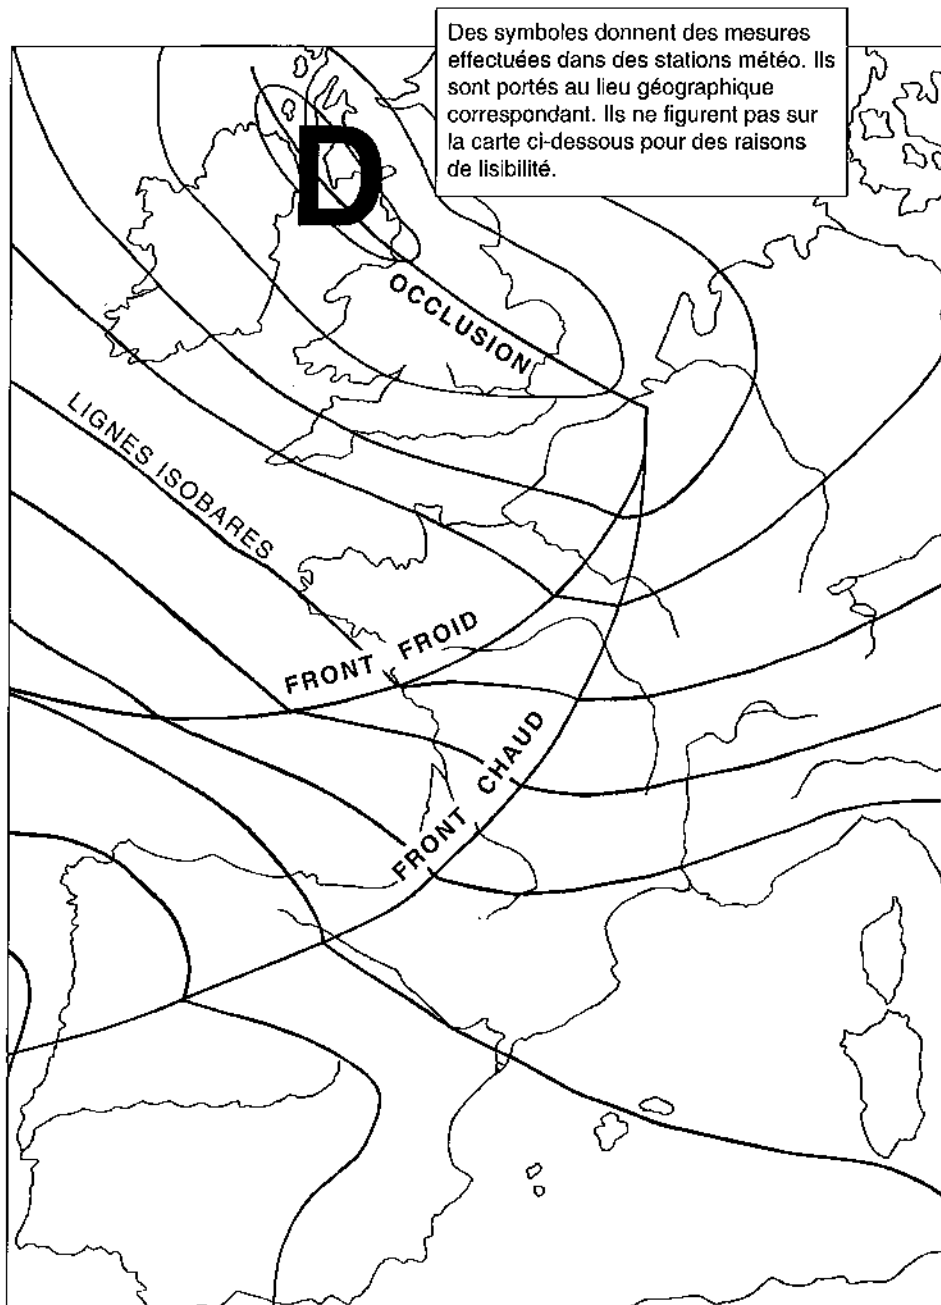 Des symboles donnent des mesures
effectuées dans des stations météo. Ils
sont portés au lieu géographique
correspondant. Ils ne figurent pas sur
la carte ci-dessous pour des raisons
de lisibilité.
D
OCCLUSION
LIGNES ISOBARES
FRONT FROID
FRONT CHAUD